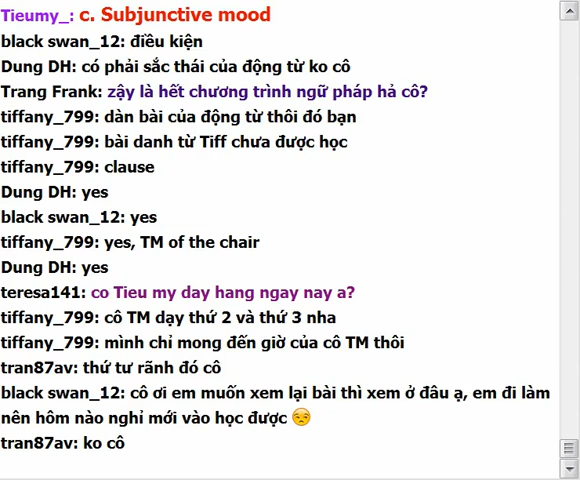 Tieumy_: c. Subjunctive mood
black swan_12: điều kiện
Dung DH: có phải sắc thái của động từ ko cô
Trang Frank: zậy là hết chương trình ngữ pháp hả cô?
tiffany_799: dàn bài của động từ thôi đó bạn
tiffany_799: bài danh từ Tiff chưa được học
tiffany_799: clause
Dung DH: yes
black swan_12: yes
tiffany_799: yes, TM of the chair
Dung DH: yes
teresa141: co Tieu my day hang ngay nay a?
tiffany_799: cô TM dạy thứ 2 và thứ 3 nha
tiffany_799: mình chỉ mong đến giờ của cô TM thôi
tran87av: thứ tư rãnh đó cô
black swan_12: cô ơi em muốn xem lại bài thì xem ở đâu ạ, em đi làm
nên hôm nào nghỉ mới vào học được 😒
tran87av: ko cô